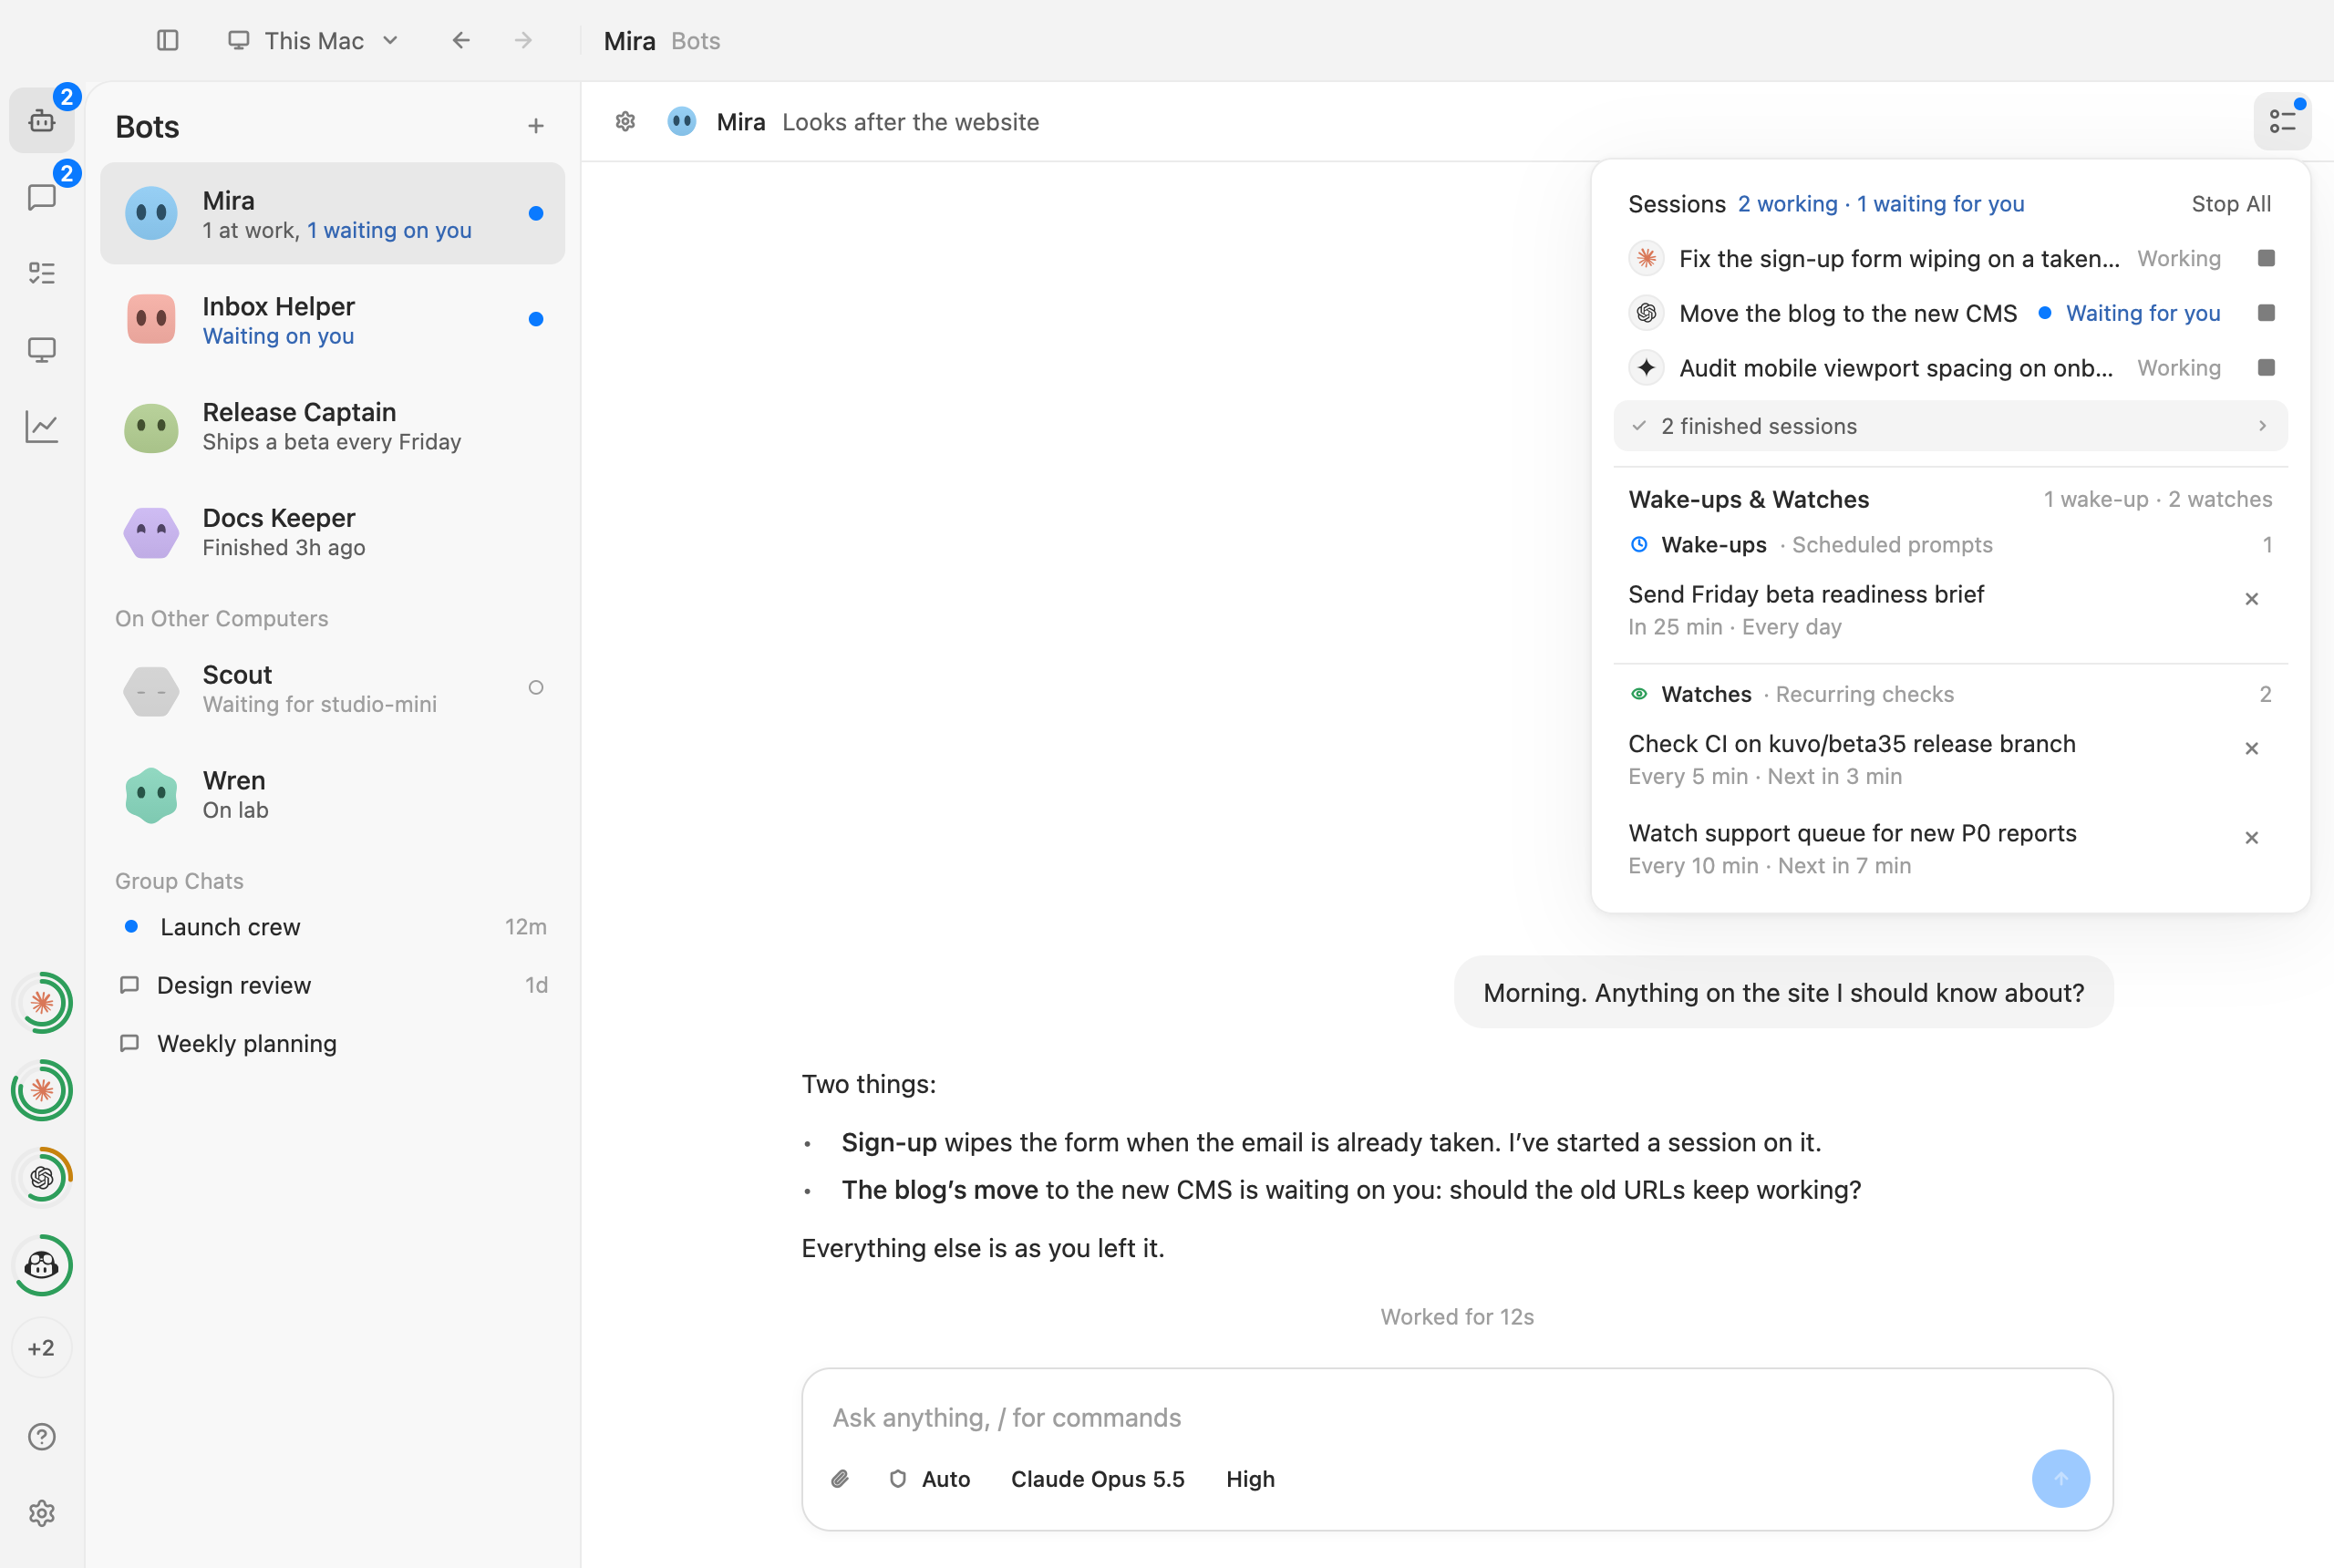 This Mac
Mira Bots
2
2
Bots
Mira
1 at work, 1 waiting on you
Inbox Helper
Waiting on you
Release Captain
Ships a beta every Friday
Docs Keeper
Finished 3h ago
On Other Computers
Scout
Waiting for studio-mini
Wren
On lab
Group Chats
Launch crew 12m
Design review 1d
Weekly planning
+2
Mira Looks after the website
Sessions 2 working · 1 waiting for you Stop All
Fix the sign-up form wiping on a taken... Working
Move the blog to the new CMS Waiting for you
Audit mobile viewport spacing on onb... Working
2 finished sessions
Wake-ups & Watches 1 wake-up · 2 watches
Wake-ups · Scheduled prompts 1
Send Friday beta readiness brief
In 25 min · Every day
Watches · Recurring checks 2
Check CI on kuvo/beta35 release branch
Every 5 min · Next in 3 min
Watch support queue for new P0 reports
Every 10 min · Next in 7 min
Morning. Anything on the site I should know about?
Two things:
• Sign-up wipes the form when the email is already taken. I’ve started a session on it.
• The blog’s move to the new CMS is waiting on you: should the old URLs keep working?
Everything else is as you left it.
Worked for 12s
Ask anything, / for commands
Auto Claude Opus 5.5 High